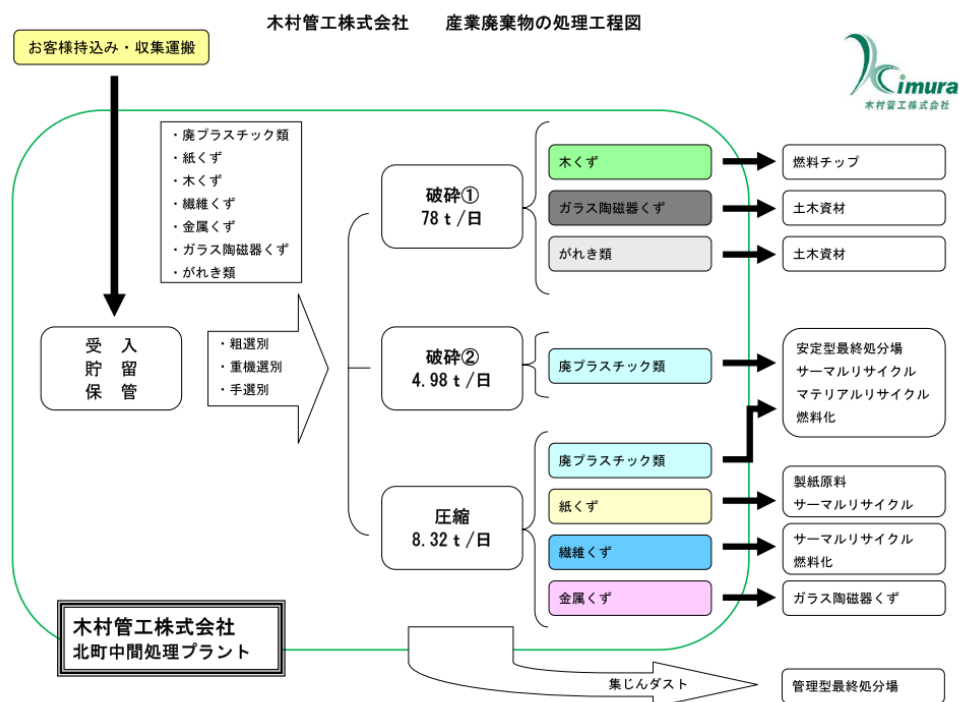 木村管工株式会社　　産業廃棄物の処理工程図
お客様持込み・収集運搬
Kimura
木村管工株式会社
・廃プラスチック類
・紙くず
・木くず
・繊維くず
・金属くず
・ガラス陶磁器くず
・がれき類
受　入
貯　留
保　管
・粗選別
・重機選別
・手選別
破砕①
78ｔ/日
木くず
燃料チップ
ガラス陶磁器くず
土木資材
がれき類
土木資材
破砕②
4.98ｔ/日
廃プラスチック類
安定型最終処分場
サーマルリサイクル
マテリアルリサイクル
燃料化
圧縮
8.32ｔ/日
廃プラスチック類
紙くず
製紙原料
サーマルリサイクル
繊維くず
サーマルリサイクル
燃料化
金属くず
ガラス陶磁器くず
木村管工株式会社
北町中間処理プラント
集じんダスト
管理型最終処分場